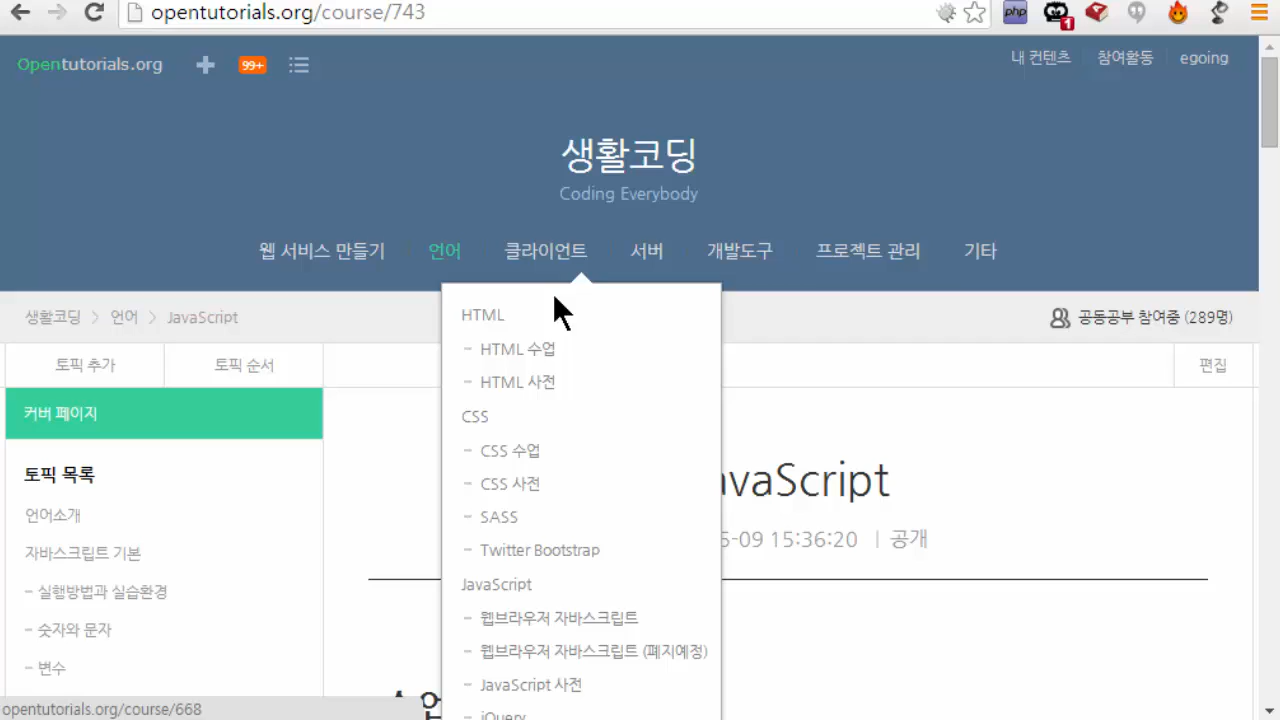 opentutorials.org/course/743
php
1
Opentutorials.org
99+
내 컨텐츠
참여활동
egoing
생활코딩
Coding Everybody
웹 서비스 만들기
언어
클라이언트
서버
개발도구
프로젝트 관리
기타
생활코딩 > 언어 > JavaScript
공동공부 참여중 (289명)
토픽 추가
토픽 순서
편집
커버 페이지
토픽 목록
언어소개
자바스크립트 기본
- 실행방법과 실습환경
- 숫자와 문자
- 변수
HTML
- HTML 수업
- HTML 사전
CSS
- CSS 수업
- CSS 사전
- SASS
- Twitter Bootstrap
JavaScript
- 웹브라우저 자바스크립트
- 웹브라우저 자바스크립트 (폐지예정)
- JavaScript 사전
- jQuery
avaScript
5-09 15:36:20 | 공개
opentutorials.org/course/668